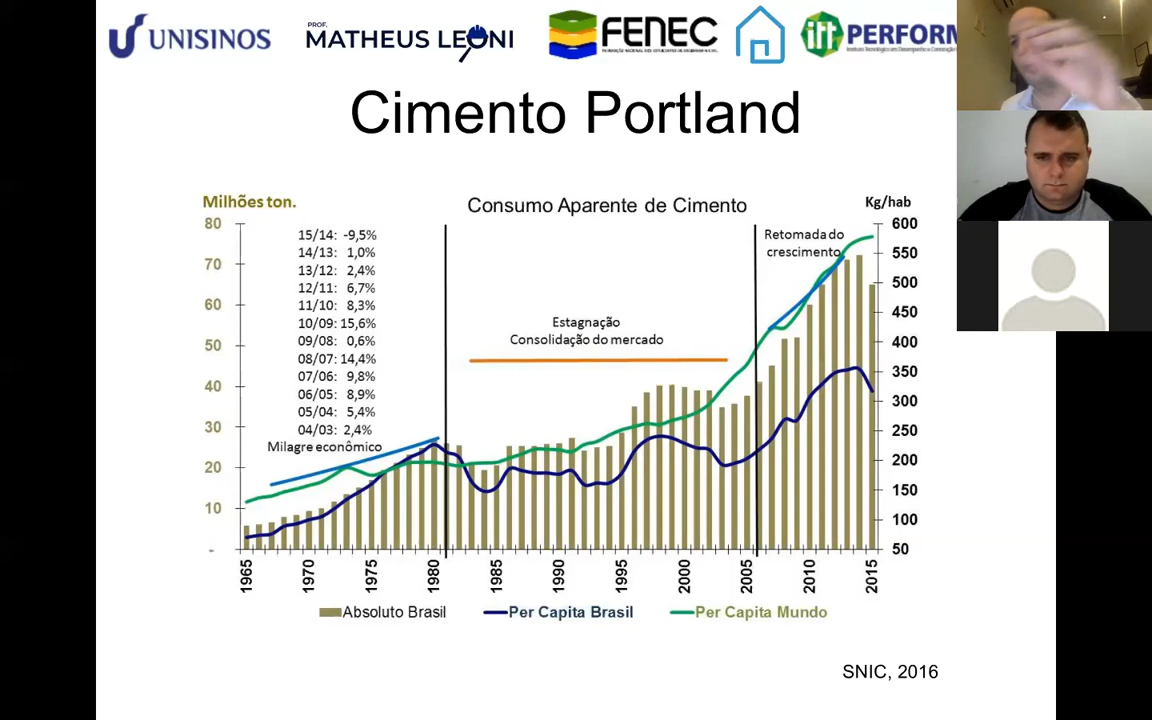 UNISINOS
PROF.
MATHEUS LEONI
FENEC
itt PERFORM
Cimento Portland
Milhões ton.
Consumo Aparente de Cimento
Kg/hab
80
70
60
50
40
30
20
10
-
15/14: -9,5%
14/13: 1,0%
13/12: 2,4%
12/11: 6,7%
11/10: 8,3%
10/09: 15,6%
09/08: 0,6%
08/07: 14,4%
07/06: 9,8%
06/05: 8,9%
05/04: 5,4%
04/03: 2,4%
Milagre econômico
Estagnação
Consolidação do mercado
Retomada do
crescimento
600
550
500
450
400
350
300
250
200
150
100
50
1965
1970
1975
1980
1985
1990
1995
2000
2005
2010
2015
Absoluto Brasil
Per Capita Brasil
Per Capita Mundo
SNIC, 2016